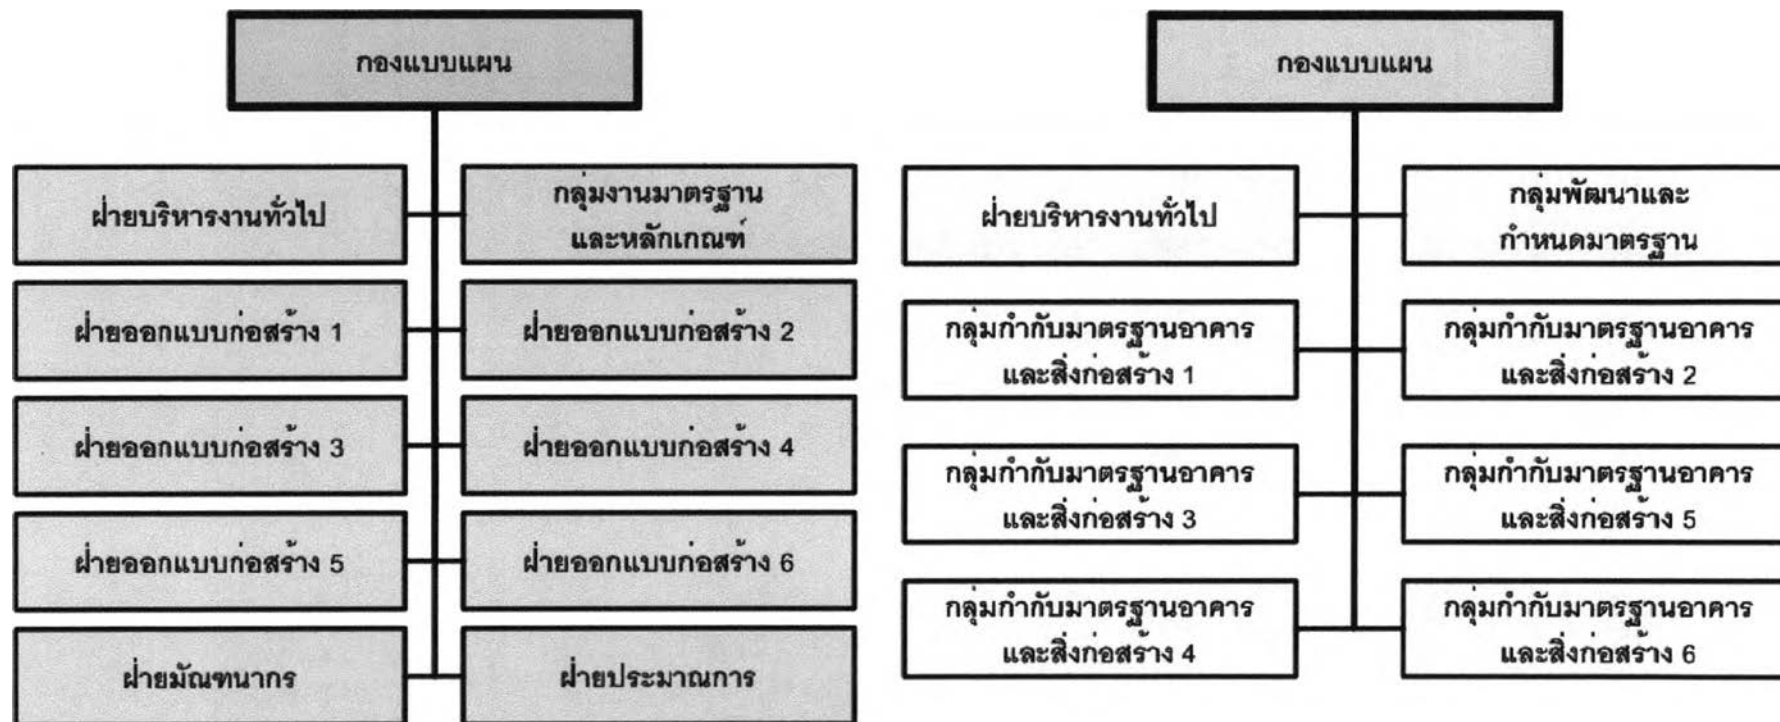 กองแบบแผน
ฝ่ายบริหารงานทั่วไป
กลุ่มงานมาตรฐาน
และหลักเกณฑ์
ฝ่ายออกแบบก่อสร้าง 1
ฝ่ายออกแบบก่อสร้าง 2
ฝ่ายออกแบบก่อสร้าง 3
ฝ่ายออกแบบก่อสร้าง 4
ฝ่ายออกแบบก่อสร้าง 5
ฝ่ายออกแบบก่อสร้าง 6
ฝ่ายมัณฑนากร
ฝ่ายประมาณการ
กองแบบแผน
ฝ่ายบริหารงานทั่วไป
กลุ่มพัฒนาและ
กำหนดมาตรฐาน
กลุ่มกำกับมาตรฐานอาคาร
และสิ่งก่อสร้าง 1
กลุ่มกำกับมาตรฐานอาคาร
และสิ่งก่อสร้าง 2
กลุ่มกำกับมาตรฐานอาคาร
และสิ่งก่อสร้าง 3
กลุ่มกำกับมาตรฐานอาคาร
และสิ่งก่อสร้าง 5
กลุ่มกำกับมาตรฐานอาคาร
และสิ่งก่อสร้าง 4
กลุ่มกำกับมาตรฐานอาคาร
และสิ่งก่อสร้าง 6